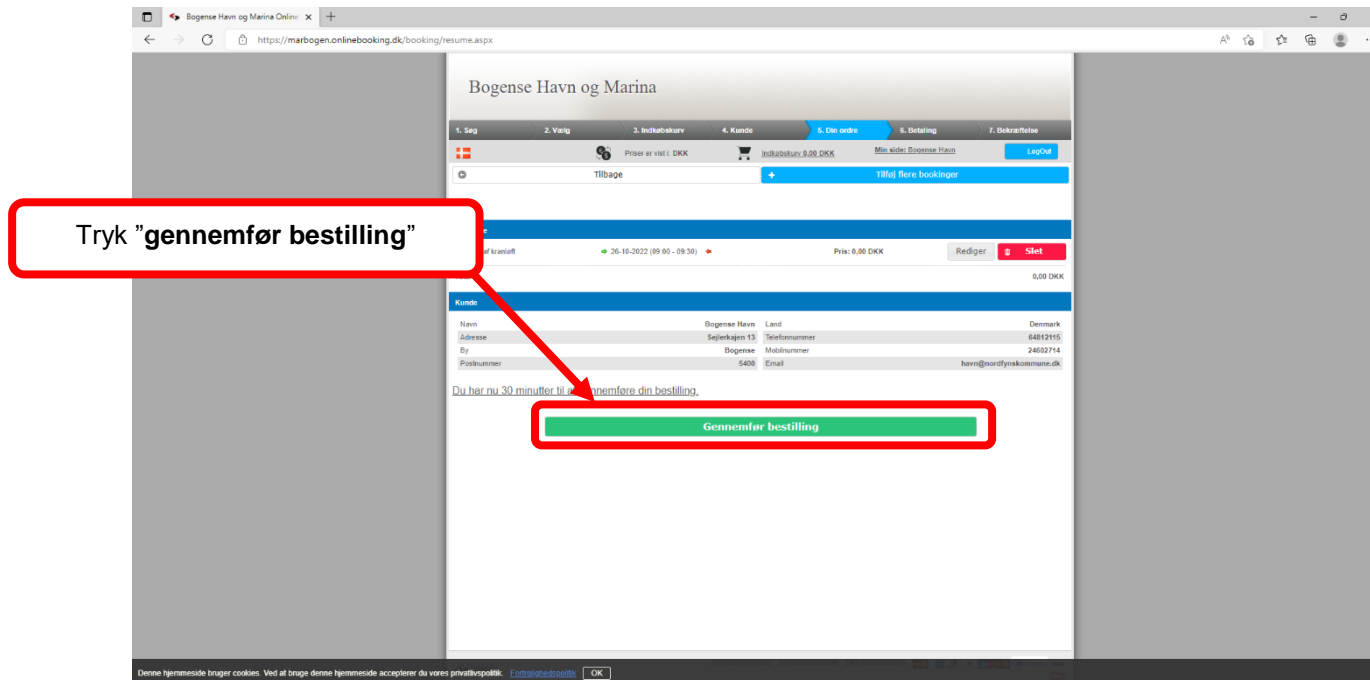 Bogense Havn og Marina Online
https://marbogen.onlinebooking.dk/booking/resume.aspx
Bogense Havn og Marina
1. Søg 2. Vælg 3. Indkøbskurv 4. Kunde 5. Din ordre 6. Betaling 7. Bekræftelse
Priser er vist i: DKK Indkøbskurv 0,00 DKK Min side: Bogense Havn LogOut
Tilbage + Tilføj flere bookinger
Tryk ”gennemfør bestilling”
af kranløft 26-10-2022 (09:00 - 09:30) Pris: 0,00 DKK Rediger Slet
0,00 DKK
Kunde
Navn Bogense Havn Land Denmark
Adresse Sejlerkajen 13 Telefonnummer 64812115
By Bogense Mobilnummer 24602714
Postnummer 5400 Email havn@nordfynskommune.dk
Du har nu 30 minutter til at gennemføre din bestilling.
Gennemfør bestilling
Denne hjemmeside bruger cookies. Ved at bruge denne hjemmeside accepterer du vores privatlivspolitik. Fortrolighedspolitik OK